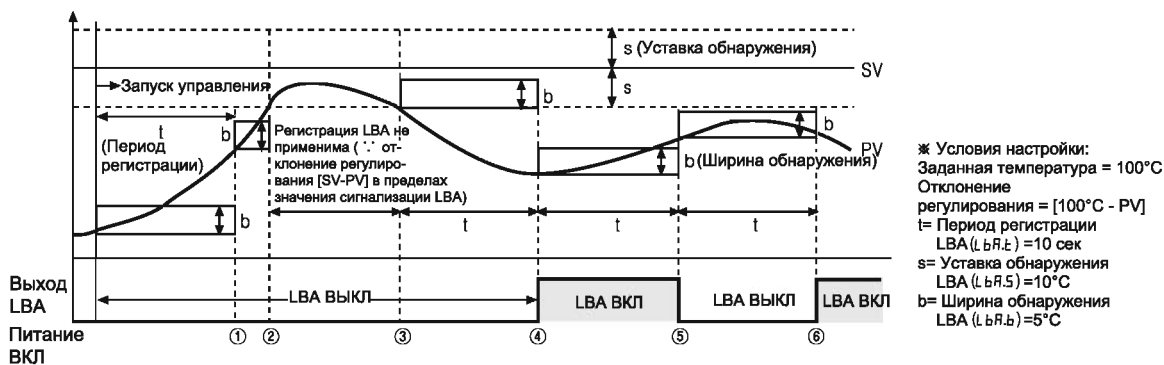 s (Уставка обнаружения)
SV
Запуск управления
s
b
t
(Период
регистрации)
b
Регистрация LBA не
применима ( ∵ от-
клонение регулиро-
вания [SV-PV] в пределах
значения сигнализации LBA)
b
PV
b (Ширина обнаружения)
b
t
t
t
Выход
LBA
LBA ВЫКЛ
LBA ВКЛ
LBA ВЫКЛ
LBA ВКЛ
Питание
ВКЛ
① ② ③ ④ ⑤ ⑥
※ Условия настройки:
Заданная температура = 100°C
Отклонение
регулирования = [100°C - PV]
t= Период регистрации
LBA (LbA.t) =10 сек
s= Уставка обнаружения
LBA (LbA.S) =10°C
b= Ширина обнаружения
LBA (LbA.b) =5°C